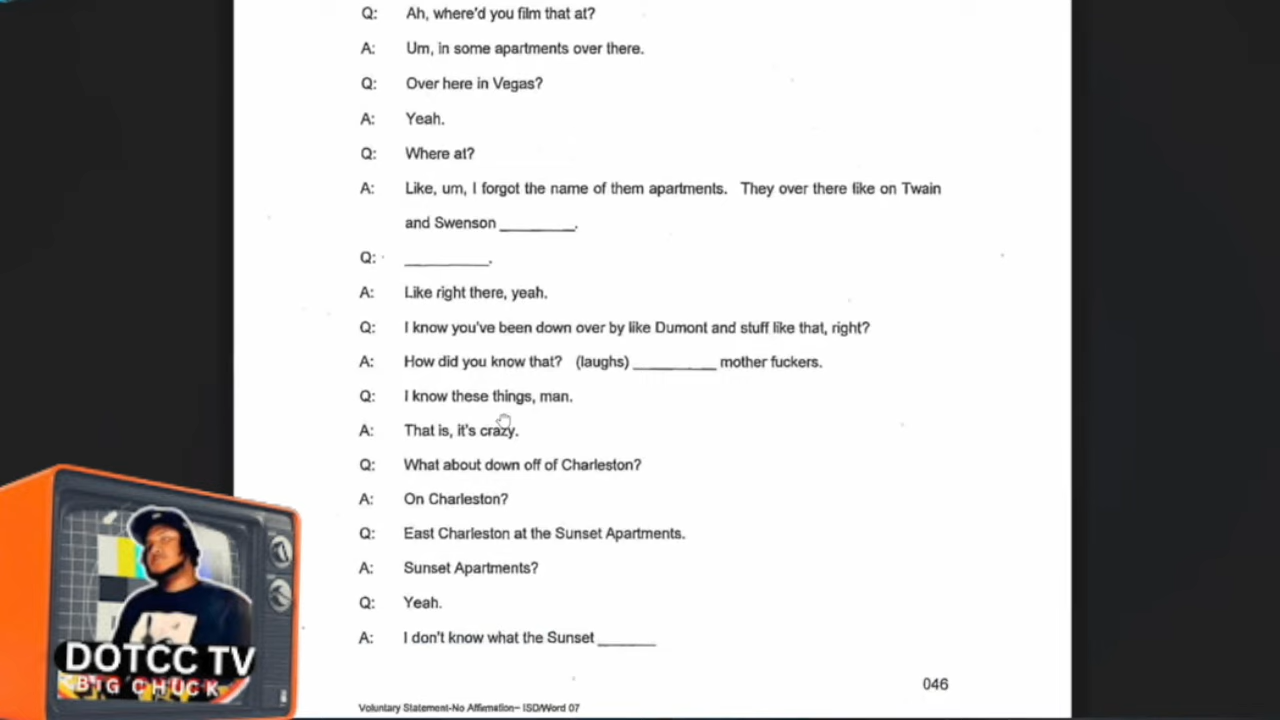 Q: Ah, where'd you film that at?
A: Um, in some apartments over there.
Q: Over here in Vegas?
A: Yeah.
Q: Where at?
A: Like, um, I forgot the name of them apartments. They over there like on Twain
and Swenson ________.
Q: ________.
A: Like right there, yeah.
Q: I know you've been down over by like Dumont and stuff like that, right?
A: How did you know that? (laughs) ________ mother fuckers.
Q: I know these things, man.
A: That is, it's crazy.
Q: What about down off of Charleston?
A: On Charleston?
Q: East Charleston at the Sunset Apartments.
A: Sunset Apartments?
Q: Yeah.
A: I don't know what the Sunset ______
046
Voluntary Statement-No Affirmation– ISD/Word 07
DOTCC TV
BIG CHUCK